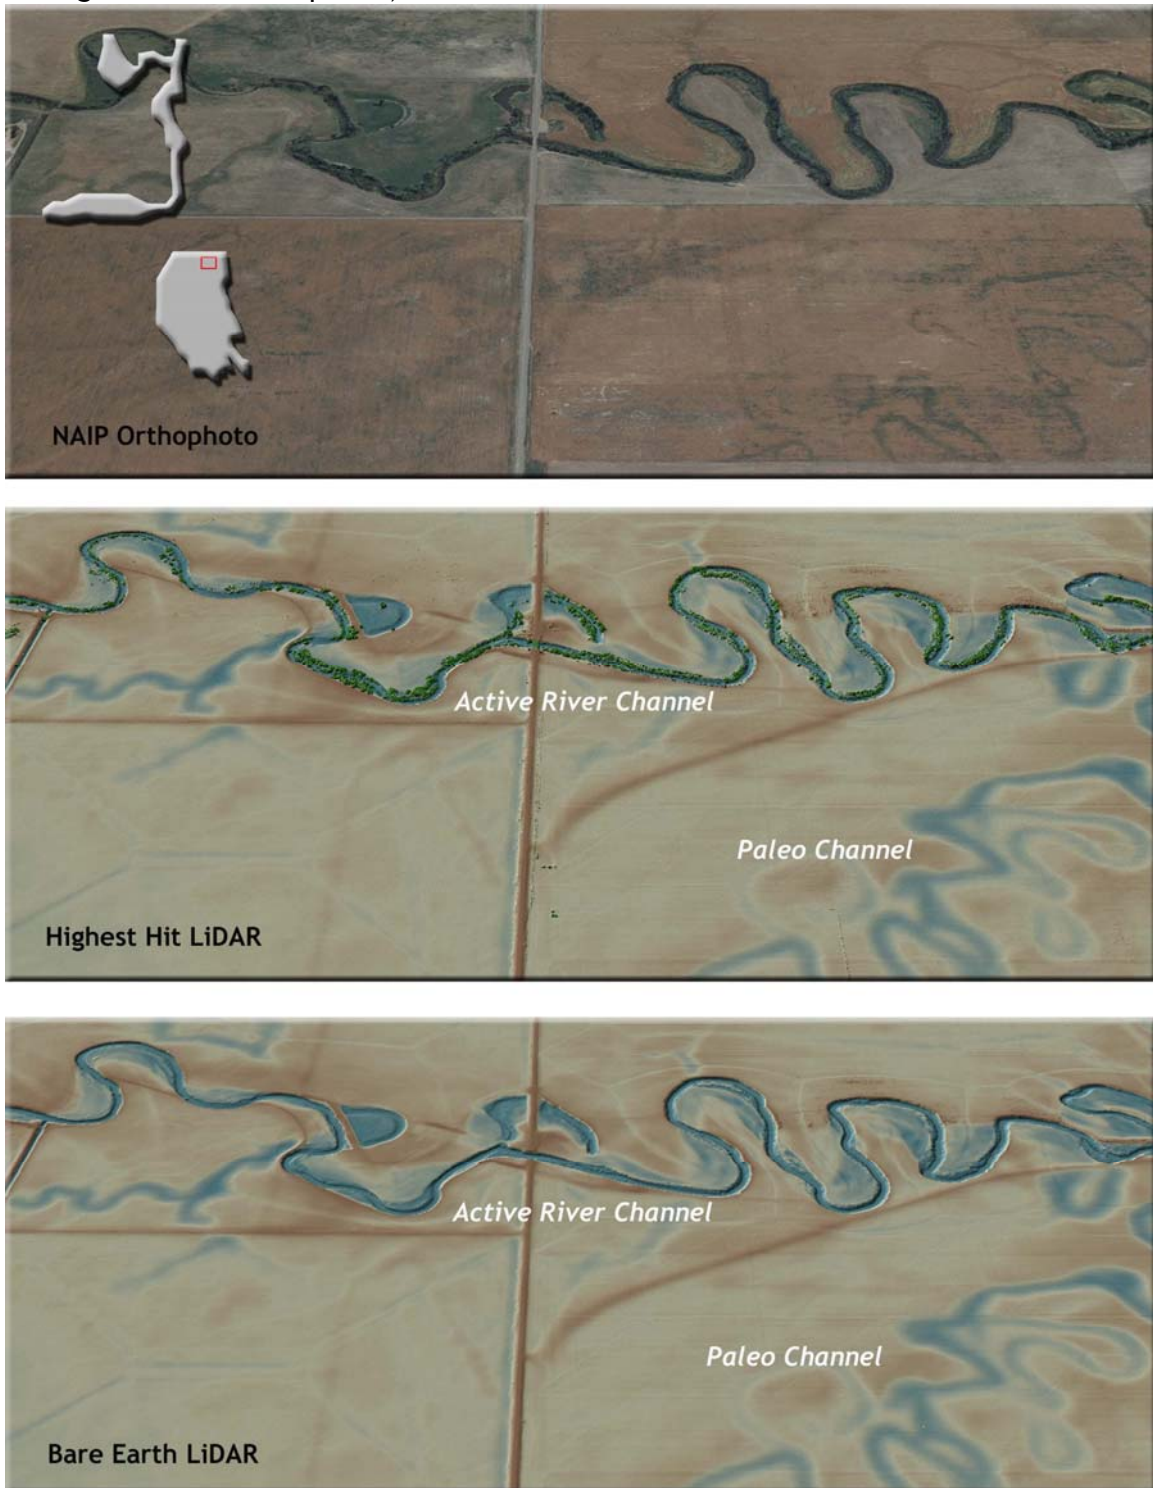 NAIP Orthophoto
Active River Channel
Paleo Channel
Highest Hit LiDAR
Active River Channel
Paleo Channel
Bare Earth LiDAR